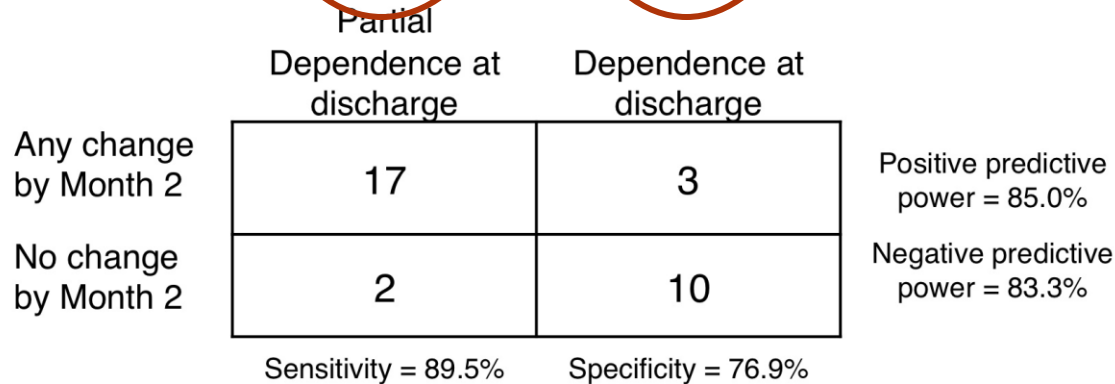 Partial
Dependence at
discharge
Dependence at
discharge
Any change
by Month 2
17
3
Positive predictive
power = 85.0%
No change
by Month 2
2
10
Negative predictive
power = 83.3%
Sensitivity = 89.5%
Specificity = 76.9%